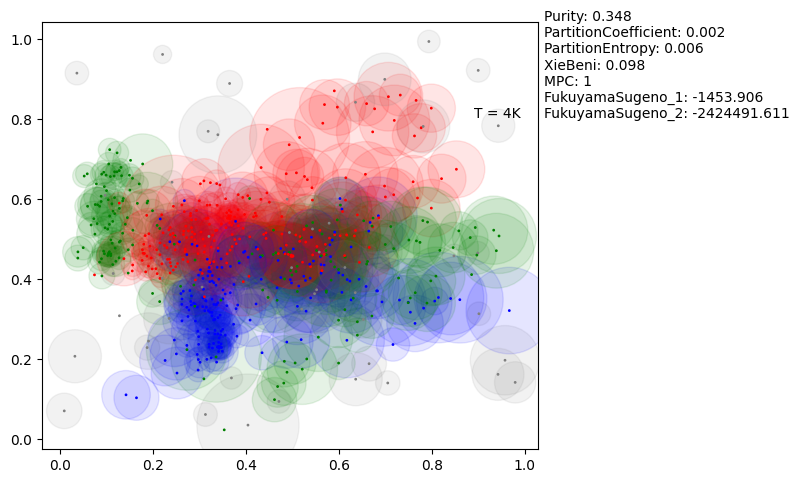 Purity: 0.348
PartitionCoefficient: 0.002
PartitionEntropy: 0.006
XieBeni: 0.098
MPC: 1
FukuyamaSugeno_1: -1453.906
FukuyamaSugeno_2: -2424491.611
T = 4K
1.0
0.8
0.6
0.4
0.2
0.0
0.0 0.2 0.4 0.6 0.8 1.0